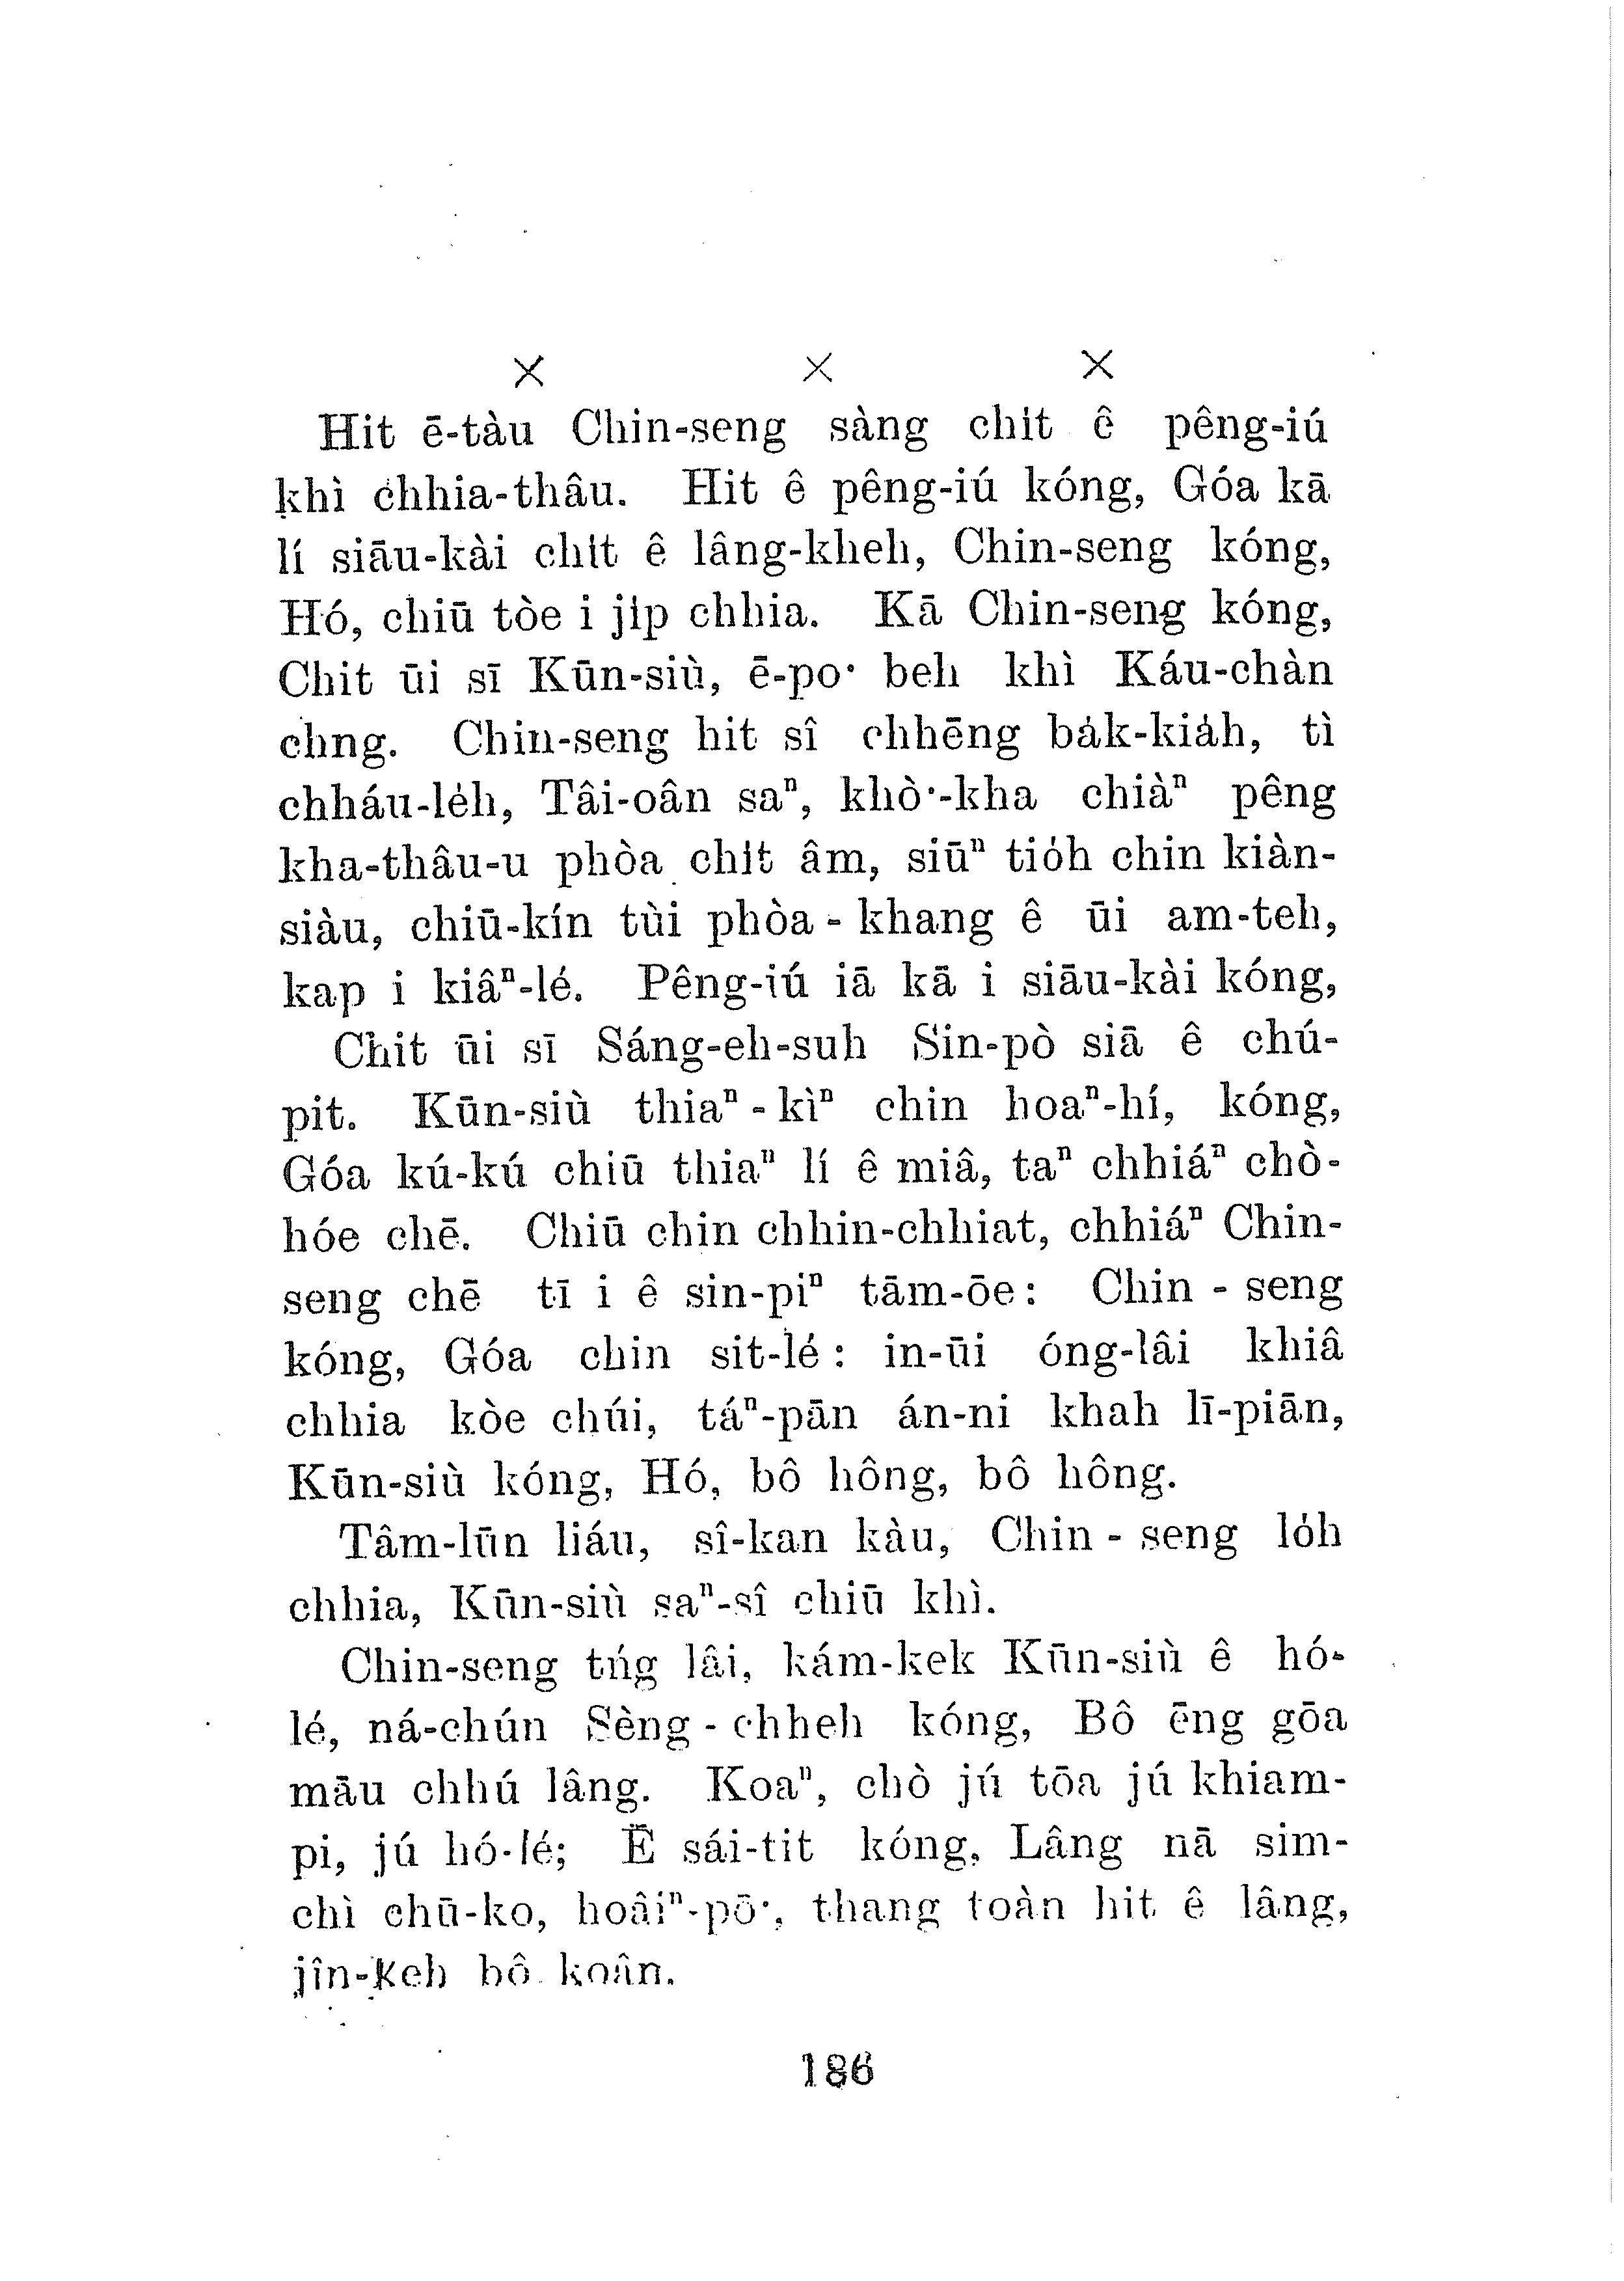 × × ×
Hit ē-tàu Chin-seng sàng chi̍t ê pêng-iú
khì chhia-thâu. Hit ê pêng-iú kóng, Góa kā
lí siāu-kài chi̍t ê lâng-kheh, Chin-seng kóng,
Hó, chiū tòe i ji̍p chhia. Kā Chin-seng kóng,
Chit ūi sī Kūn-siù, ē-po͘ beh khì Káu-chàn
chng. Chin-seng hit sî chhēng ba̍k-kia̍h, tì
chháu-le̍h, Tâi-oân saⁿ, khò͘-kha chiàⁿ pêng
kha-thâu-u phòa chi̍t âm, siūⁿ tio̍h chin kiàn-
siàu, chiū-kín tùi phòa - khang ê ūi am-teh,
kap i kiâⁿ-lé. Pêng-iú iā kā i siāu-kài kóng,
Chit ūi sī Sáng-eh-suh Sin-pò siā ê chú-
pit. Kūn-siù thiaⁿ - kìⁿ chin hoaⁿ-hí, kóng,
Góa kú-kú chiū thiaⁿ lí ê miâ, taⁿ chhiáⁿ chò-
hóe chē. Chiū chin chhin-chhiat, chhiáⁿ Chin-
seng chē tī i ê sin-piⁿ tām-ōe: Chin - seng
kóng, Góa chin sit-lé: in-ūi óng-lâi khiâ
chhia kòe chúi, táⁿ-pān án-ni khah lī-piān,
Kūn-siù kóng, Hó, bô hông, bô hông.
Tâm-lūn liáu, sî-kan kàu, Chin - seng lo̍h
chhia, Kūn-siù saⁿ-sî chiū khì.
Chin-seng tńg lâi, kám-kek Kūn-siù ê hó-
lé, ná-chún Sèng - chheh kóng, Bô ēng gōa
māu chhú lâng. Koaⁿ, chò jú tōa jú khiam-
pi, jú hó-lé; Ē sái-tit kóng, Lâng nā sim-
chì chū-ko, hoâiⁿ-pō͘, thang toàn hit ê lâng,
jîn-keh bô koân.
186